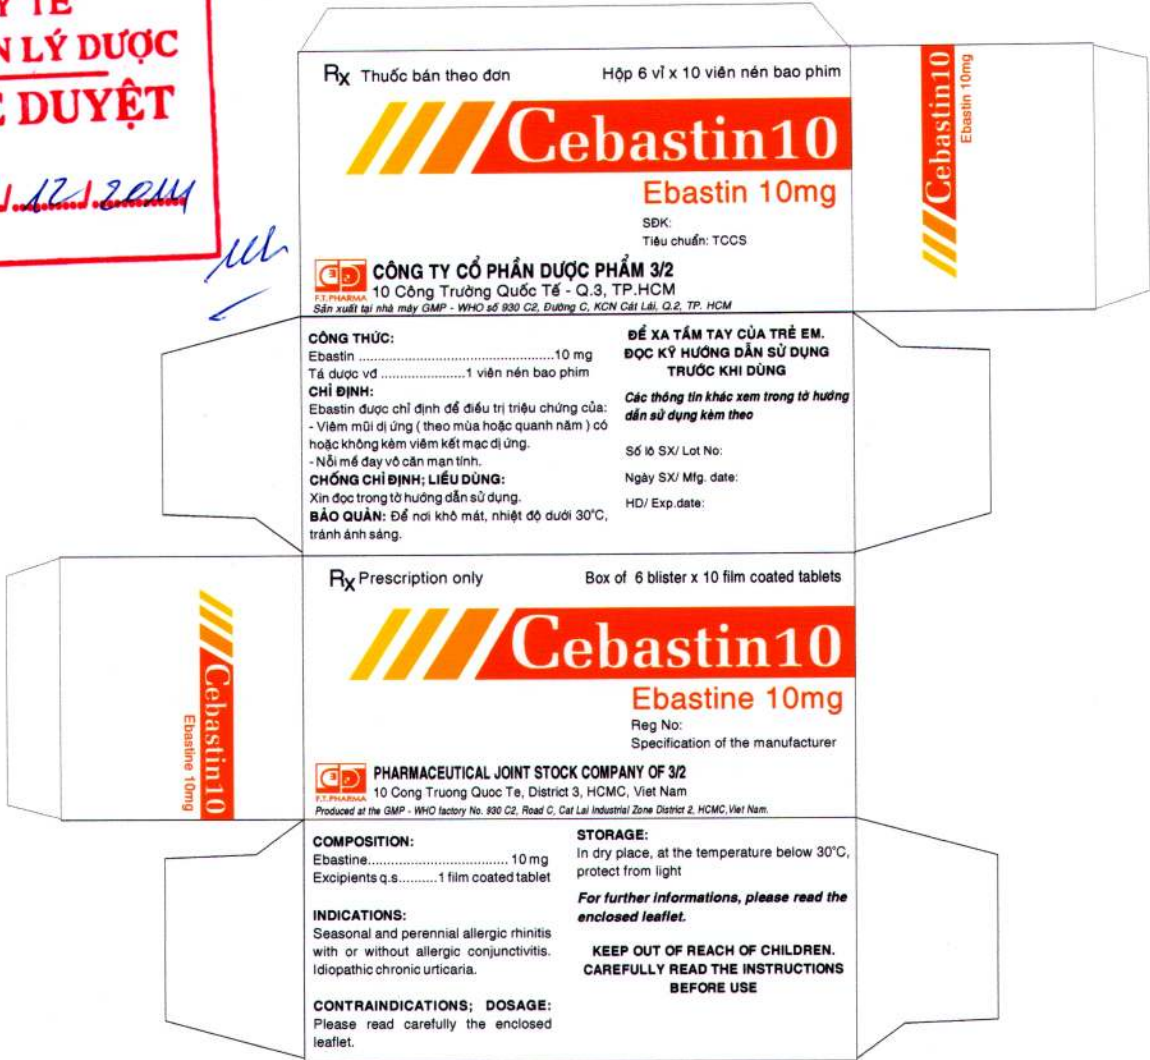 Y TẾ
N LÝ DƯỢC
Ê DUYỆT
/12/2014
Rx Thuốc bán theo đơn
Hộp 6 vỉ x 10 viên nén bao phim
Cebastin10
Ebastin 10mg
SĐK:
Tiêu chuẩn: TCCS
F.T.PHARMA
CÔNG TY CỔ PHẦN DƯỢC PHẨM 3/2
10 Công Trường Quốc Tế - Q.3, TP.HCM
Sản xuất tại nhà máy GMP - WHO số 930 C2, Đường C, KCN Cát Lái, Q.2, TP. HCM
Cebastin10
Ebastin 10mg
CÔNG THỨC:
Ebastin ...................................................10 mg
Tá dược vđ ......................1 viên nén bao phim
CHỈ ĐỊNH:
Ebastin được chỉ định để điều trị triệu chứng của:
- Viêm mũi dị ứng ( theo mùa hoặc quanh năm ) có
hoặc không kèm viêm kết mạc dị ứng.
- Nổi mề đay vô căn mạn tính.
CHỐNG CHỈ ĐỊNH; LIỀU DÙNG:
Xin đọc trong tờ hướng dẫn sử dụng.
BẢO QUẢN: Để nơi khô mát, nhiệt độ dưới 30°C,
tránh ánh sáng.
ĐỂ XA TẦM TAY CỦA TRẺ EM.
ĐỌC KỸ HƯỚNG DẪN SỬ DỤNG
TRƯỚC KHI DÙNG
Các thông tin khác xem trong tờ hướng
dẫn sử dụng kèm theo
Số lô SX/ Lot No:
Ngày SX/ Mfg. date:
HD/ Exp.date:
Rx Prescription only
Box of 6 blister x 10 film coated tablets
Cebastin10
Ebastine 10mg
Reg No:
Specification of the manufacturer
F.T.PHARMA
PHARMACEUTICAL JOINT STOCK COMPANY OF 3/2
10 Cong Truong Quoc Te, District 3, HCMC, Viet Nam
Produced at the GMP - WHO factory No. 930 C2, Road C, Cat Lai Industrial Zone District 2, HCMC,Viet Nam.
Cebastin10
Ebastine 10mg
COMPOSITION:
Ebastine.................................... 10 mg
Excipients q.s..........1 film coated tablet
INDICATIONS:
Seasonal and perennial allergic rhinitis
with or without allergic conjunctivitis.
Idiopathic chronic urticaria.
CONTRAINDICATIONS; DOSAGE:
Please read carefully the enclosed
leaflet.
STORAGE:
In dry place, at the temperature below 30°C,
protect from light
For further informations, please read the
enclosed leaflet.
KEEP OUT OF REACH OF CHILDREN.
CAREFULLY READ THE INSTRUCTIONS
BEFORE USE